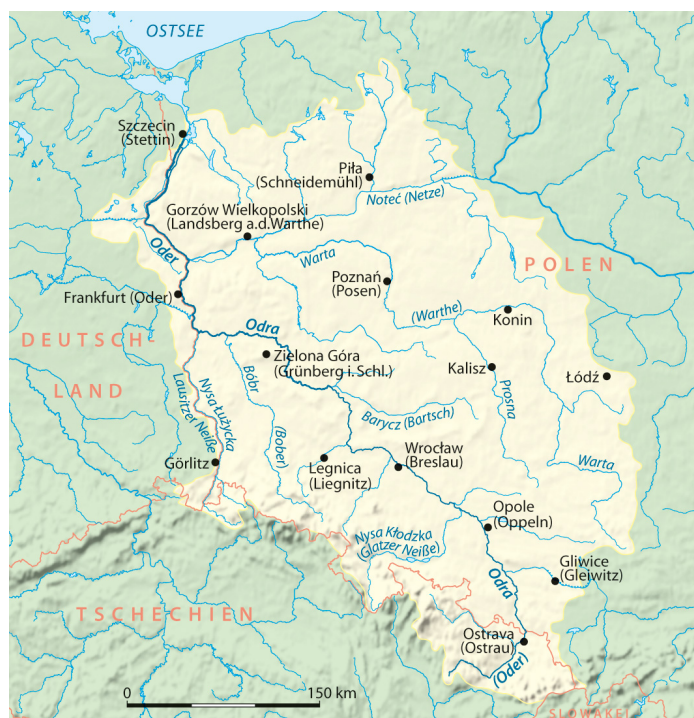 OSTSEE
Szczecin
(Stettin)
Piła
(Schneidemühl)
Noteć (Netze)
Gorzów Wielkopolski
(Landsberg a.d.Warthe)
Oder
Warta
POLEN
Poznań
(Posen)
Frankfurt (Oder)
(Warthe)
Konin
Odra
DEUTSCH-
LAND
Zielona Góra
(Grünberg i. Schl.)
Kalisz
Łódź
Bóbr
(Bober)
Prosna
Nysa Łużycka
Lausitzer Neiße
Barycz (Bartsch)
Görlitz
Legnica
(Liegnitz)
Wrocław
(Breslau)
Warta
Opole
(Oppeln)
Nysa Kłodzka
(Glatzer Neiße)
Gliwice
(Gleiwitz)
Odra
TSCHECHIEN
Ostrava
(Ostrau)
(Oder)
0 150 km
SLOWAKEI